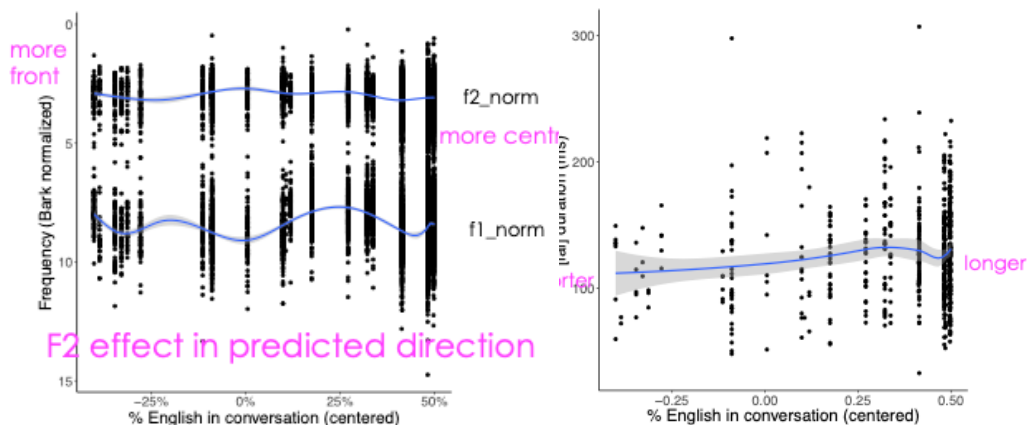 0
more
front
f2_norm
5
more centr
Frequency (Bark normalized)
f1_norm
10
F2 effect in predicted direction
15
−25%
0%
25%
50%
% English in conversation (centered)
300
200
duration (ms)
longer
100
−0.25
0.00
0.25
0.50
% English in conversation (centered)